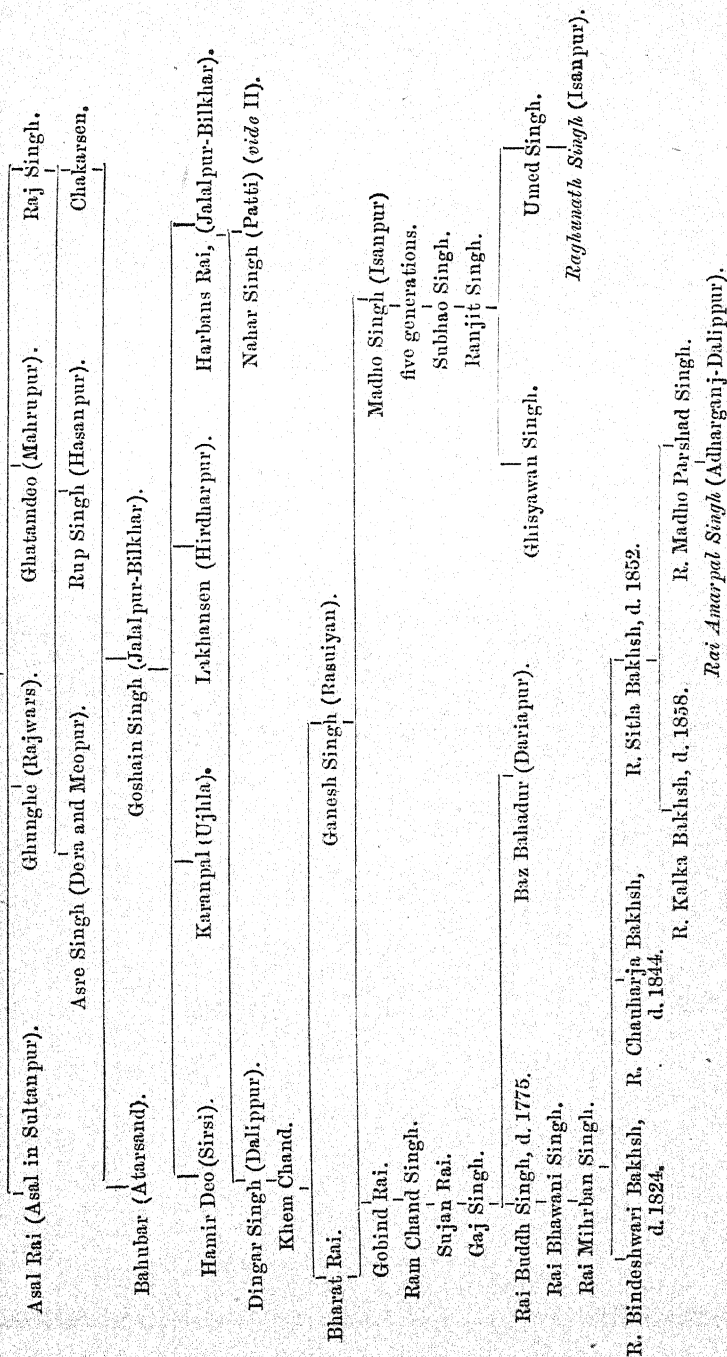 Asal Rai (Asal in Sultanpur). Ghunghe (Rajwars). Ghatamdeo (Mahrupur). Raj Singh.
Asre Singh (Dera and Meopur). Rup Singh (Hasanpur). Chakarsen.
Bahubar (Atarsand). Goshain Singh (Jalalpur-Bilkhar).
Hamir Deo (Sirsi). Karanpal (Ujhla). Lakhansen (Hirdharpur). Harbans Rai, (Jalalpur-Bilkhar).
Dingar Singh (Dalippur). Nahar Singh (Patti) (vide II).
Khem Chand.
Bharat Rai. Ganesh Singh (Rasuiyan).
Gobind Rai. Madho Singh (Isanpur)
Ram Chand Singh. five generations.
Sujan Rai. Subhao Singh.
Gaj Singh. Ranjit Singh.
Rai Buddh Singh, d. 1775. Baz Bahadur (Dariapur). Ghisyawan Singh. Umed Singh.
Rai Bhawani Singh. Raghunath Singh (Isanpur).
Rai Mihrban Singh.
R. Bindeshwari Bakhsh, d. 1824. R. Chauharja Bakhsh, d. 1844. R. Sitla Bakhsh, d. 1852.
R. Kalka Bakhsh, d. 1858. R. Madho Parshad Singh.
Rai Amarpal Singh (Adharganj-Dalippur).